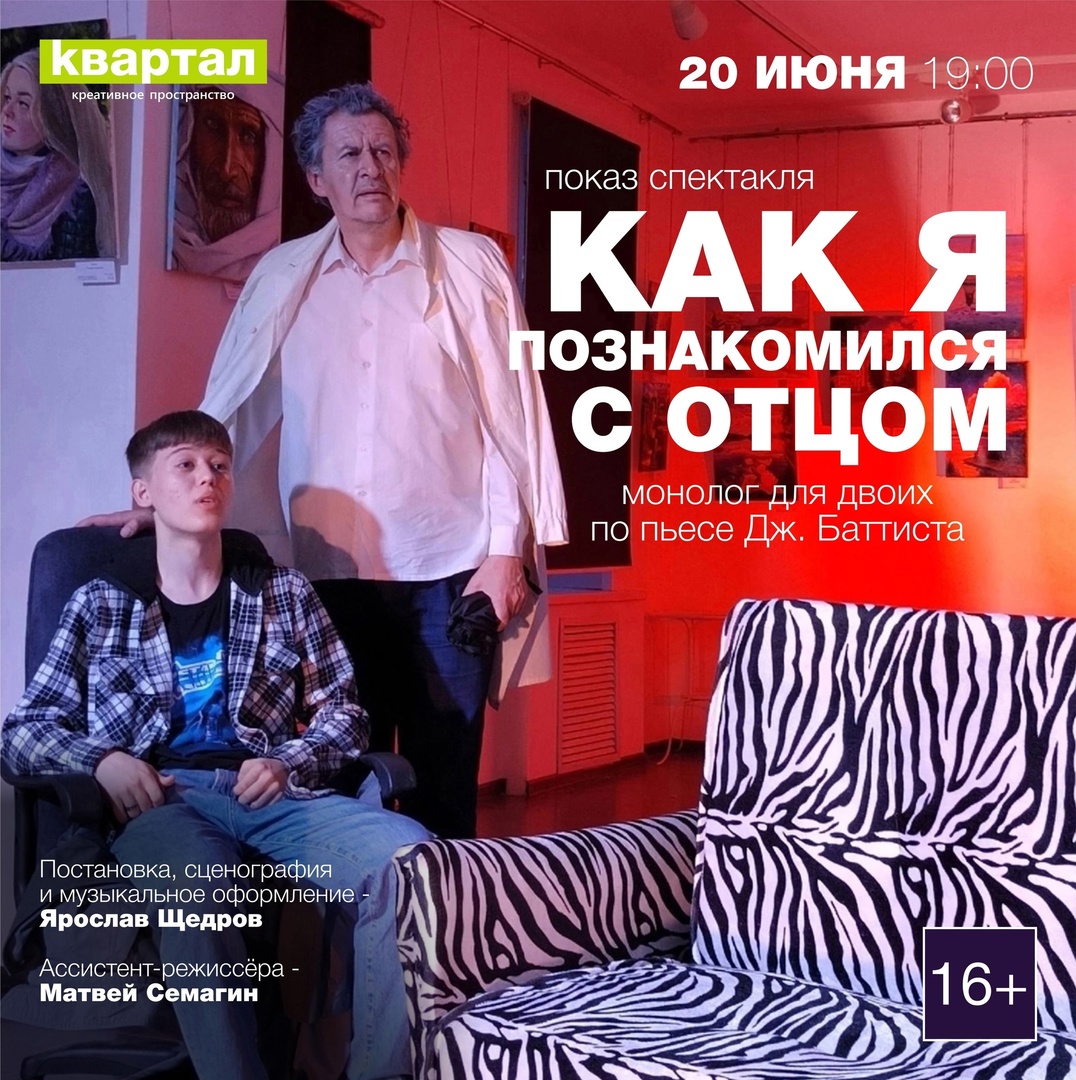 квартал
креативное пространство
20 ИЮНЯ 19:00
показ спектакля
КАК Я
ПОЗНАКОМИЛСЯ
С ОТЦОМ
монолог для двоих
по пьесе Дж. Баттиста
Постановка, сценография
и музыкальное оформление -
Ярослав Щедров
Ассистент-режиссёра -
Матвей Семагин
16+